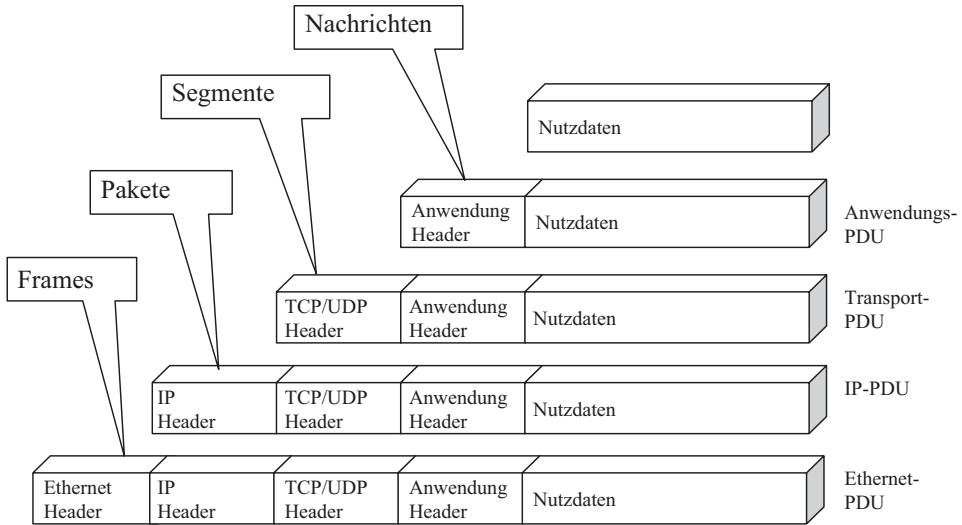 Nachrichten
Segmente
Nutzdaten
Pakete
Anwendung
Header
Nutzdaten
Anwendungs-
PDU
Frames
TCP/UDP
Header
Anwendung
Header
Nutzdaten
Transport-
PDU
IP
Header
TCP/UDP
Header
Anwendung
Header
Nutzdaten
IP-PDU
Ethernet
Header
IP
Header
TCP/UDP
Header
Anwendung
Header
Nutzdaten
Ethernet-
PDU